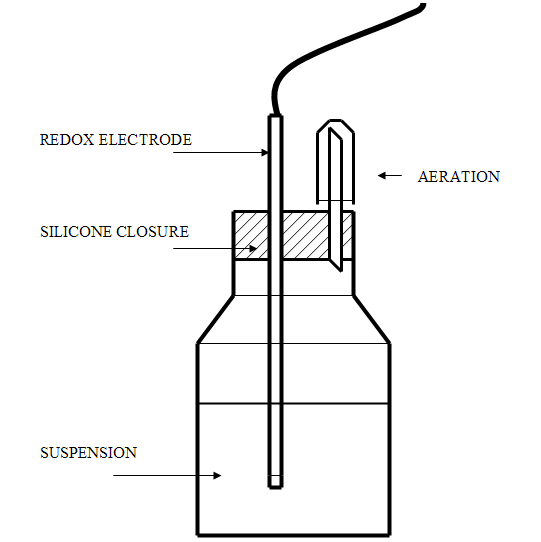 REDOX ELECTRODE
AERATION
SILICONE CLOSURE
SUSPENSION